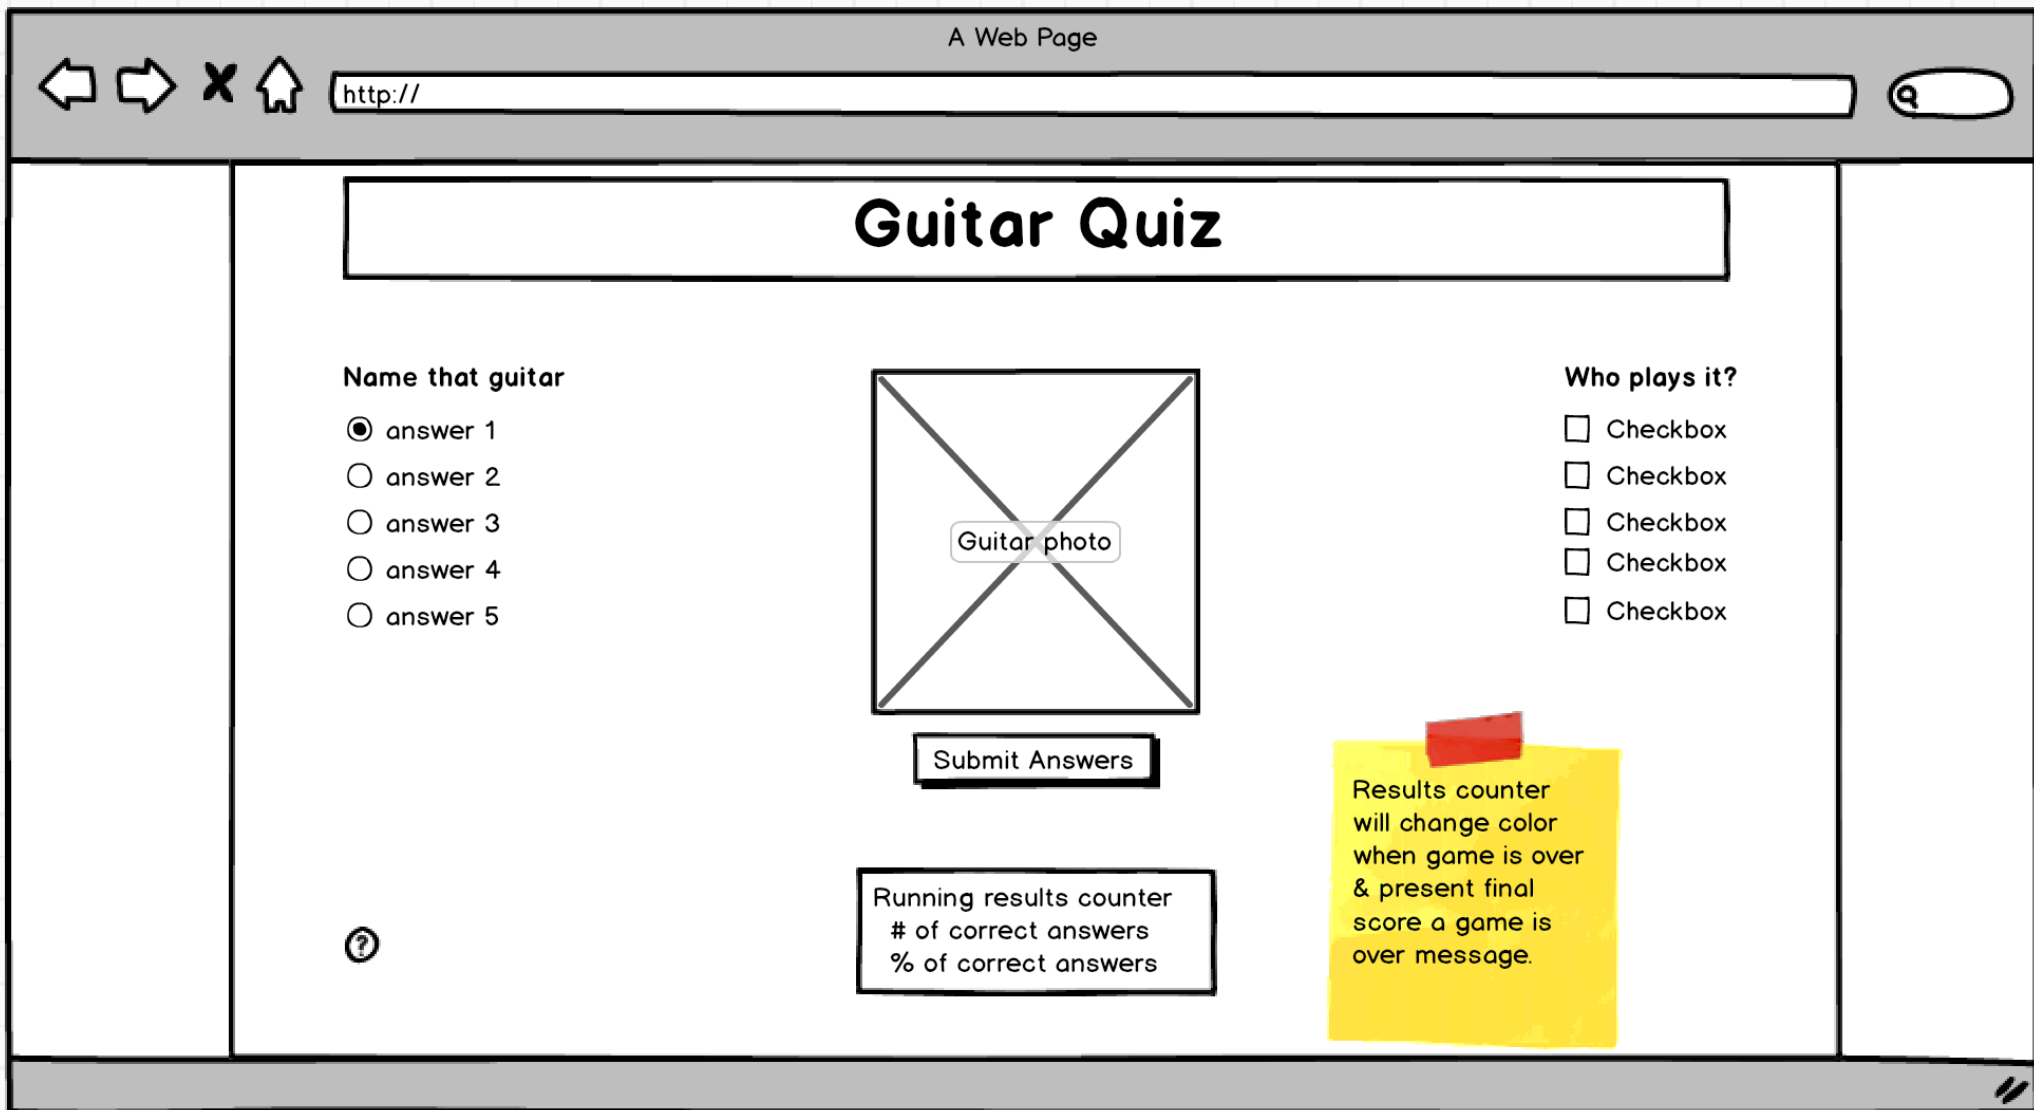 A Web Page
http://
Guitar Quiz
Name that guitar
answer 1
answer 2
answer 3
answer 4
answer 5
Guitar photo
Submit Answers
Who plays it?
Checkbox
Checkbox
Checkbox
Checkbox
Checkbox
Results counter
will change color
when game is over
& present final
score a game is
over message.
?
Running results counter
# of correct answers
% of correct answers